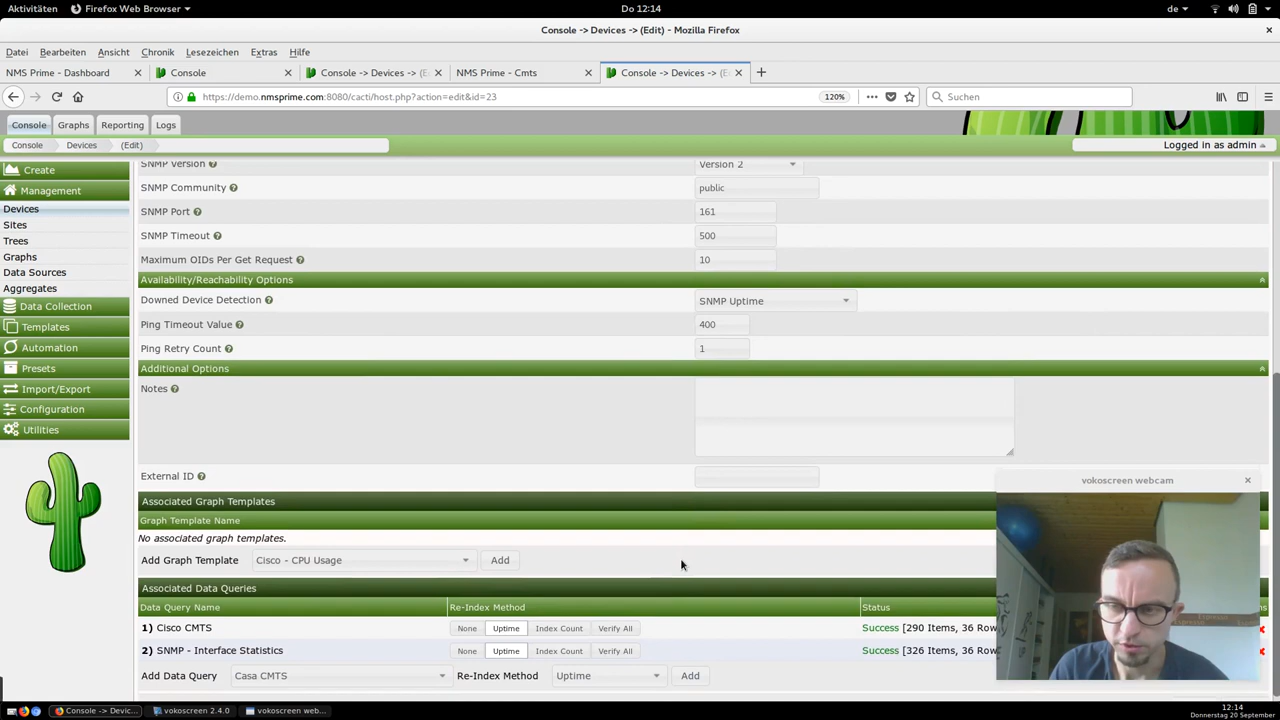 Aktivitäten Firefox Web Browser Do 12:14 de
Console -> Devices -> (Edit) - Mozilla Firefox
Datei Bearbeiten Ansicht Chronik Lesezeichen Extras Hilfe
NMS Prime - Dashboard Console Console -> Devices -> (E NMS Prime - Cmts Console -> Devices -> (E
https://demo.nmsprime.com:8080/cacti/host.php?action=edit&id=23 120% Suchen
Console Graphs Reporting Logs
Console Devices (Edit) Logged in as admin
Create
Management
Devices
Sites
Trees
Graphs
Data Sources
Aggregates
Data Collection
Templates
Automation
Presets
Import/Export
Configuration
Utilities
SNMP Version Version 2
SNMP Community public
SNMP Port 161
SNMP Timeout 500
Maximum OIDs Per Get Request 10
Availability/Reachability Options
Downed Device Detection SNMP Uptime
Ping Timeout Value 400
Ping Retry Count 1
Additional Options
Notes
External ID
Associated Graph Templates
Graph Template Name
No associated graph templates.
Add Graph Template Cisco - CPU Usage Add
Associated Data Queries
Data Query Name Re-Index Method Status
1) Cisco CMTS None Uptime Index Count Verify All Success [290 Items, 36 Row
2) SNMP - Interface Statistics None Uptime Index Count Verify All Success [326 Items, 36 Row
Add Data Query Casa CMTS Re-Index Method Uptime Add
vokoscreen webcam
Console -> Devic... vokoscreen 2.4.0 vokoscreen web...
12:14
Donnerstag 20 September